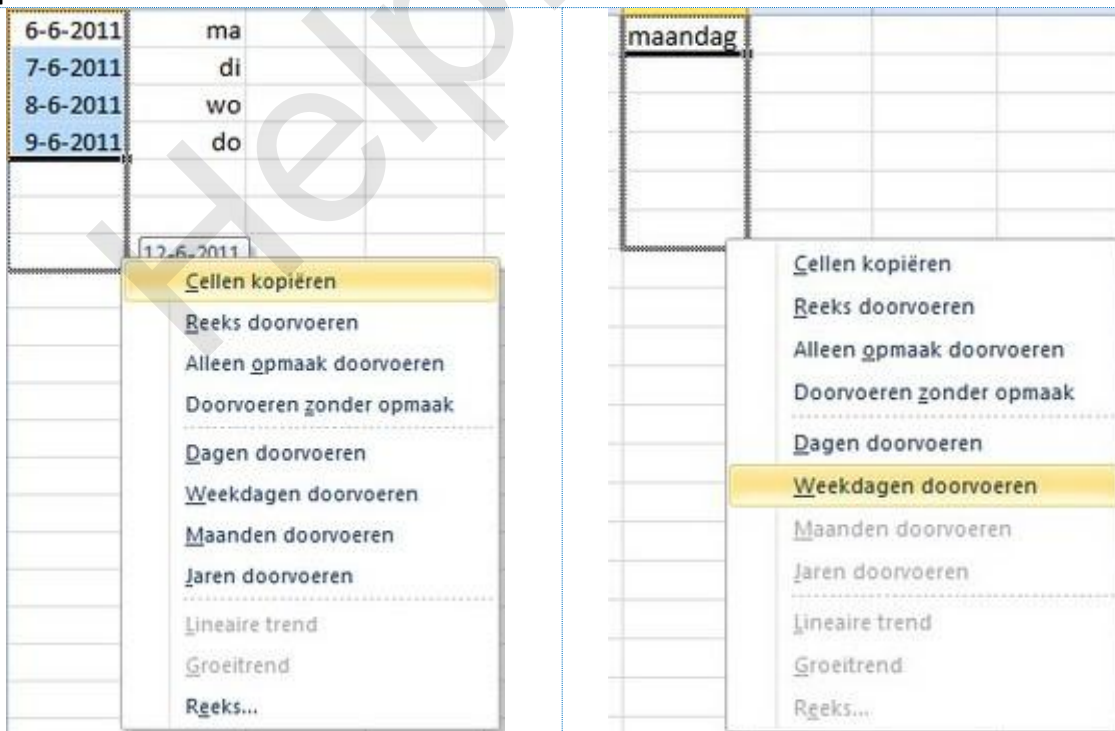 6-6-2011 ma
7-6-2011 di
8-6-2011 wo
9-6-2011 do
12-6-2011
Cellen kopiëren
Reeks doorvoeren
Alleen opmaak doorvoeren
Doorvoeren zonder opmaak
Dagen doorvoeren
Weekdagen doorvoeren
Maanden doorvoeren
Jaren doorvoeren
Lineaire trend
Groeitrend
Reeks...
maandag
Cellen kopiëren
Reeks doorvoeren
Alleen opmaak doorvoeren
Doorvoeren zonder opmaak
Dagen doorvoeren
Weekdagen doorvoeren
Maanden doorvoeren
Jaren doorvoeren
Lineaire trend
Groeitrend
Reeks...
Help